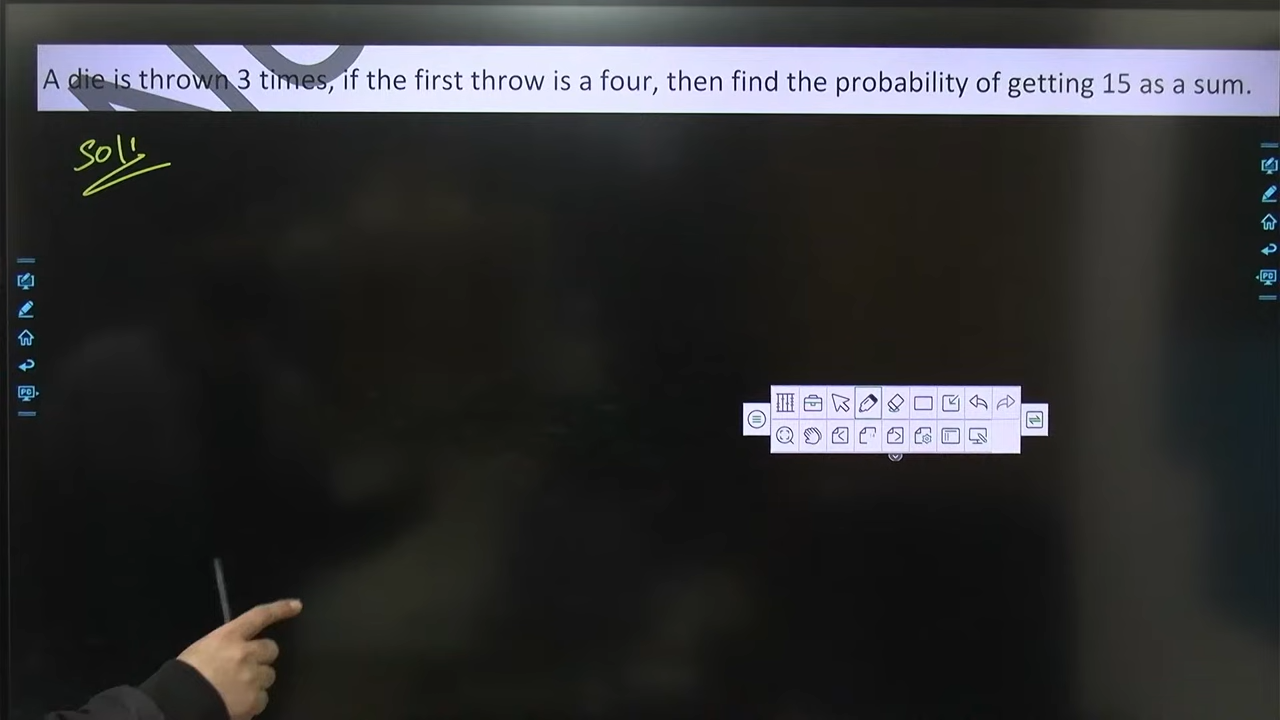 A die is thrown 3 times, if the first throw is a four, then find the probability of getting 15 as a sum.
Sol: